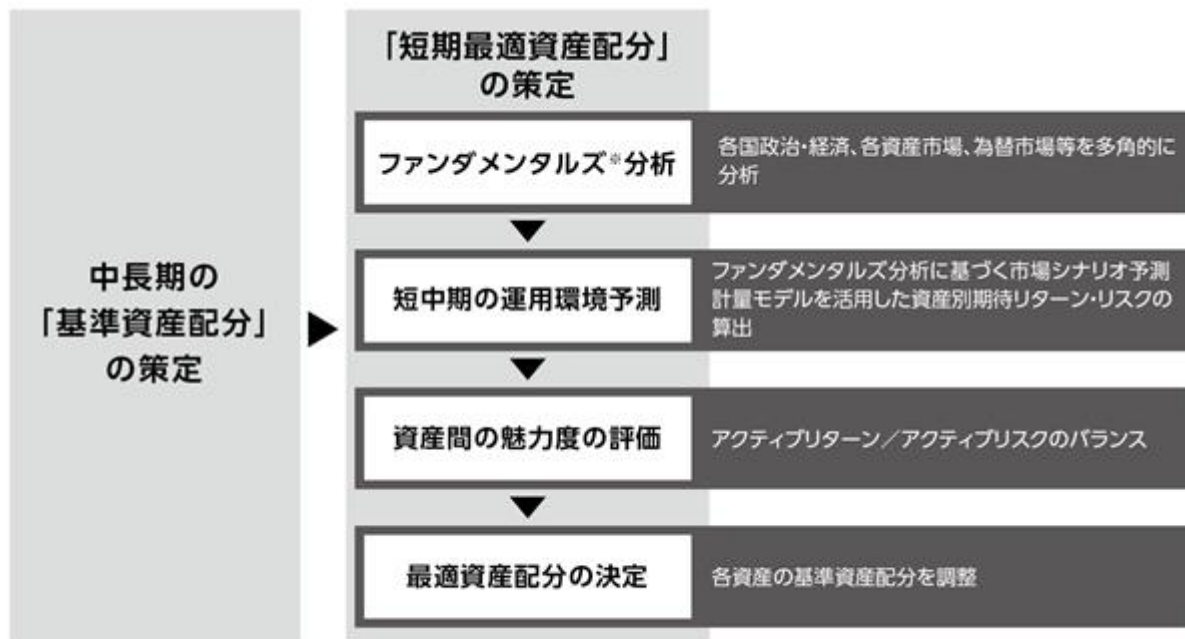 中長期の
「基準資産配分」
の策定
「短期最適資産配分」
の策定
ファンダメンタルズ※分析
各国政治・経済、各資産市場、為替市場等を多角的に
分析
短中期の運用環境予測
ファンダメンタルズ分析に基づく市場シナリオ予測
計量モデルを活用した資産別期待リターン・リスクの
算出
資産間の魅力度の評価
アクティブリターン／アクティブリスクのバランス
最適資産配分の決定
各資産の基準資産配分を調整